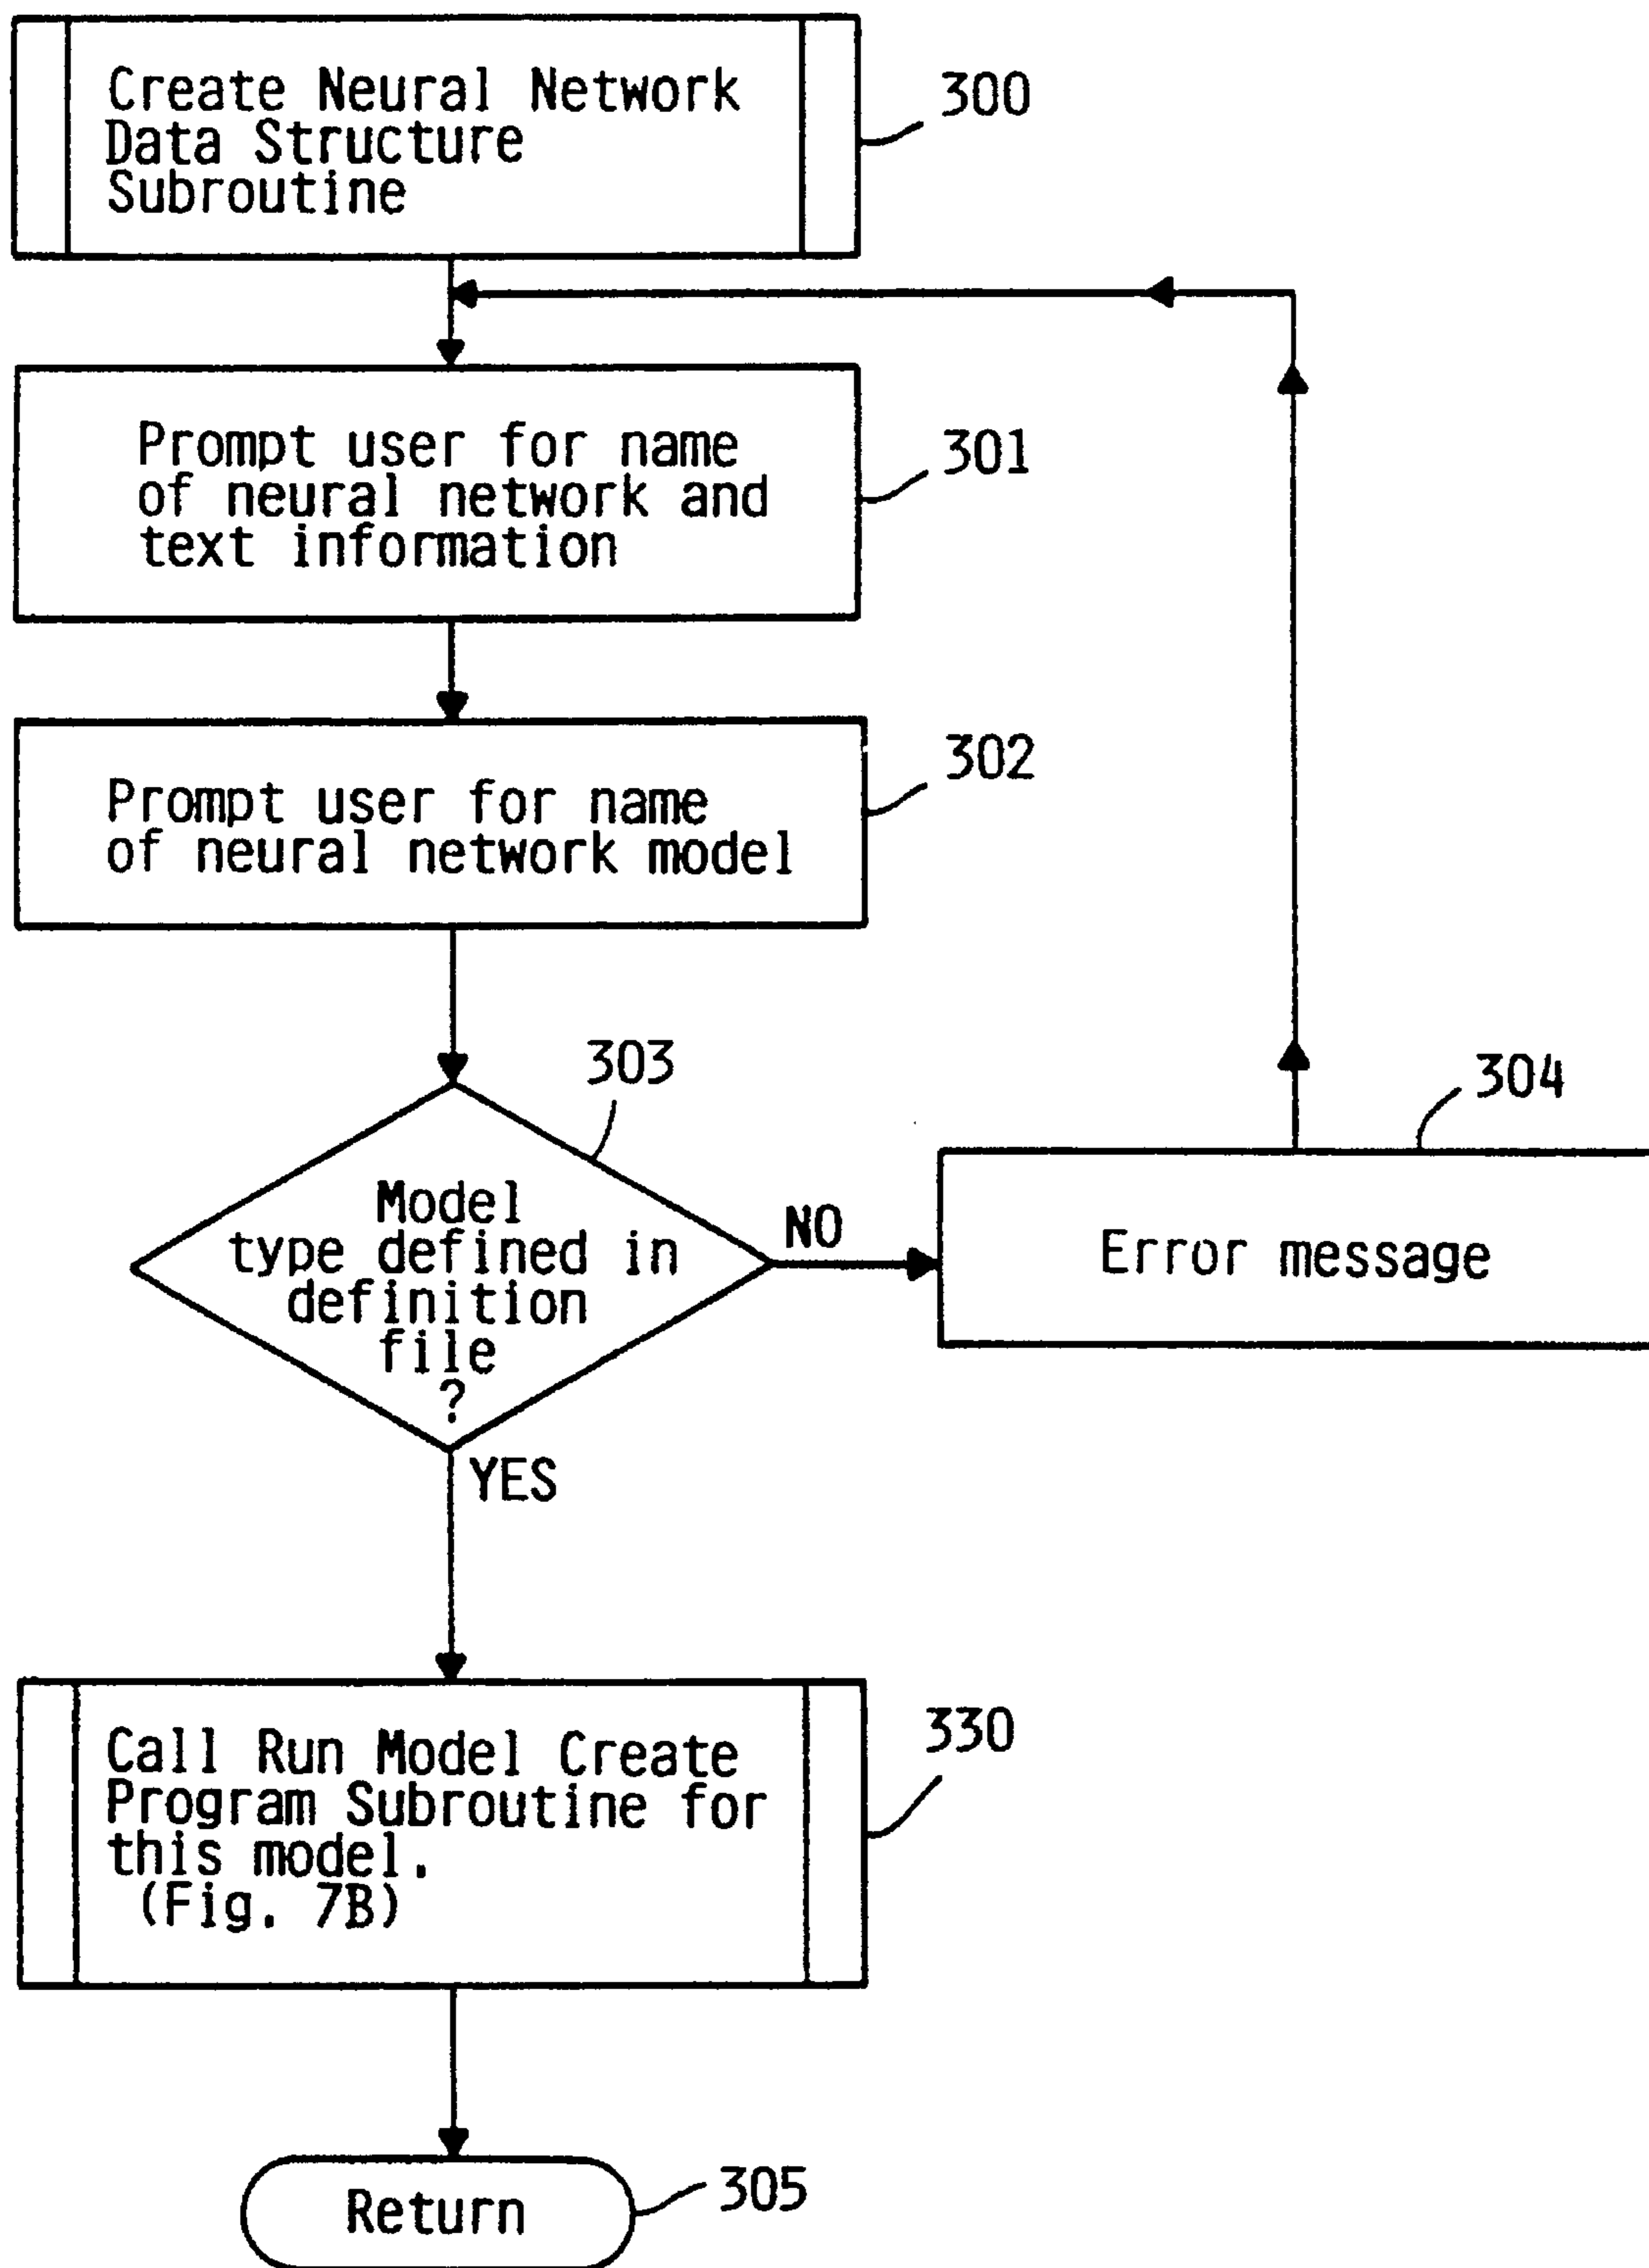 Create Neural Network
Data Structure
Subroutine
300
Prompt user for name
of neural network and
text information
301
Prompt user for name
of neural network model
302
303
Model
type defined in
definition
file
?
NO
YES
304
Error message
Call Run Model Create
Program Subroutine for
this model.
(Fig. 7B)
330
Return
305